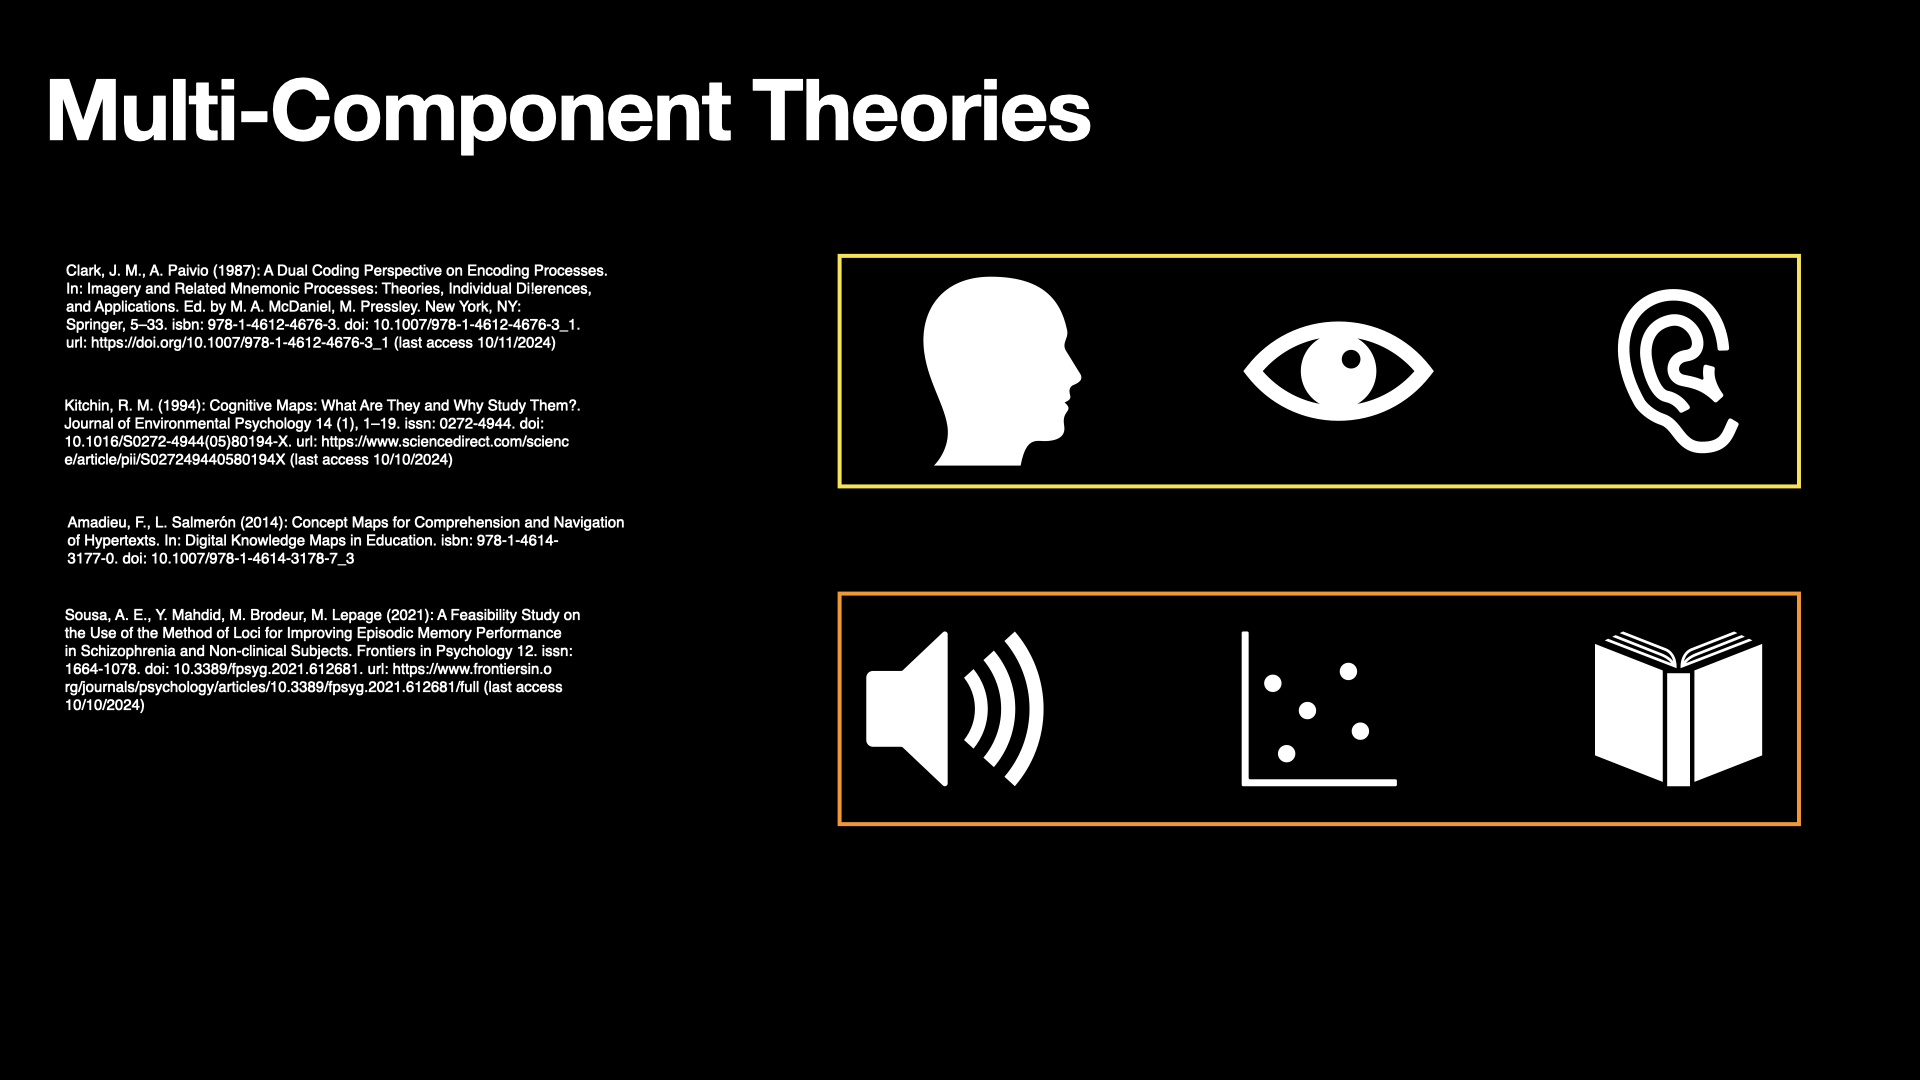 Multi-Component Theories
Clark, J. M., A. Paivio (1987): A Dual Coding Perspective on Encoding Processes.
In: Imagery and Related Mnemonic Processes: Theories, Individual Di!erences,
and Applications. Ed. by M. A. McDaniel, M. Pressley. New York, NY:
Springer, 5–33. isbn: 978-1-4612-4676-3. doi: 10.1007/978-1-4612-4676-3_1.
url: https://doi.org/10.1007/978-1-4612-4676-3_1 (last access 10/11/2024)
Kitchin, R. M. (1994): Cognitive Maps: What Are They and Why Study Them?.
Journal of Environmental Psychology 14 (1), 1–19. issn: 0272-4944. doi:
10.1016/S0272-4944(05)80194-X. url: https://www.sciencedirect.com/scienc
e/article/pii/S027249440580194X (last access 10/10/2024)
Amadieu, F., L. Salmerón (2014): Concept Maps for Comprehension and Navigation
of Hypertexts. In: Digital Knowledge Maps in Education. isbn: 978-1-4614-
3177-0. doi: 10.1007/978-1-4614-3178-7_3
Sousa, A. E., Y. Mahdid, M. Brodeur, M. Lepage (2021): A Feasibility Study on
the Use of the Method of Loci for Improving Episodic Memory Performance
in Schizophrenia and Non-clinical Subjects. Frontiers in Psychology 12. issn:
1664-1078. doi: 10.3389/fpsyg.2021.612681. url: https://www.frontiersin.o
rg/journals/psychology/articles/10.3389/fpsyg.2021.612681/full (last access
10/10/2024)